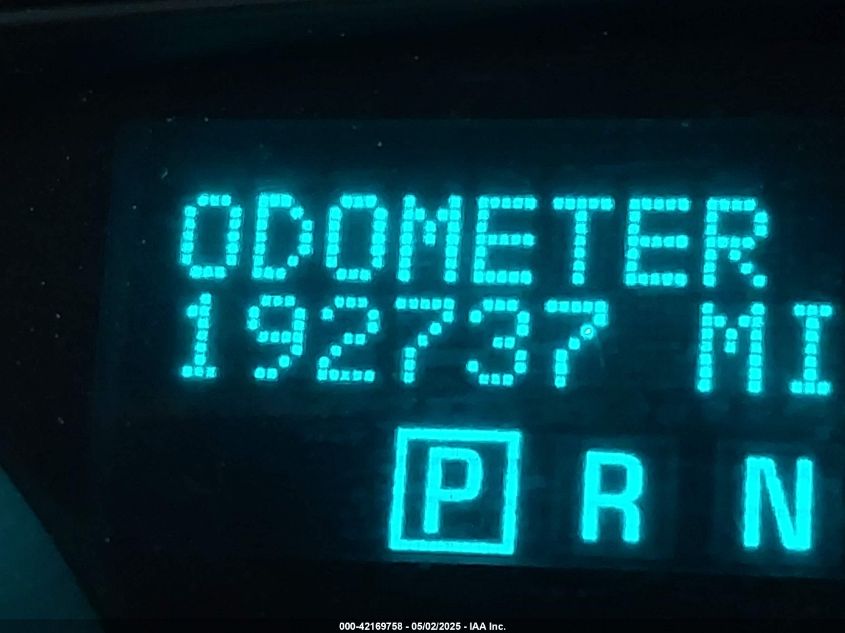 ODOMETER
192737 MI
P R N
000-42169758 - 05/02/2025 - IAA Inc.